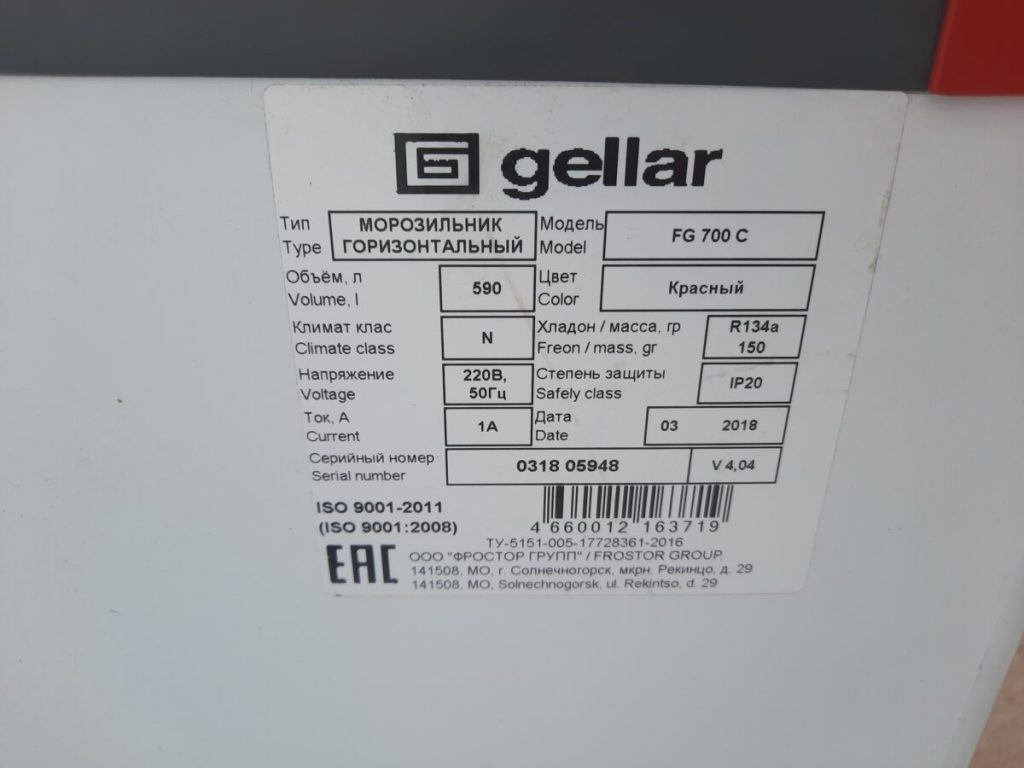 G gellar
Тип МОРОЗИЛЬНИК Модель FG 700 C
Type ГОРИЗОНТАЛЬНЫЙ Model
Объём, л 590 Цвет Красный
Volume, l Color
Климат клас N Хладон / масса, гр R134a
Climate class Freon / mass, gr 150
Напряжение 220В, Степень защиты IP20
Voltage 50Гц Safely class
Ток, А 1A Дата 03 2018
Current Date
Серийный номер 0318 05948 V 4,04
Serial number
ISO 9001-2011
(ISO 9001:2008) 4 660012 163719
ТУ-5151-005-17728361-2016
EAC ООО "ФРОСТОР ГРУПП" / FROSTOR GROUP
141508, МО, г. Солнечногорск, мкрн. Рекинцо, д. 29
141508, MO, Solnechnogorsk, ul. Rekintso, d. 29